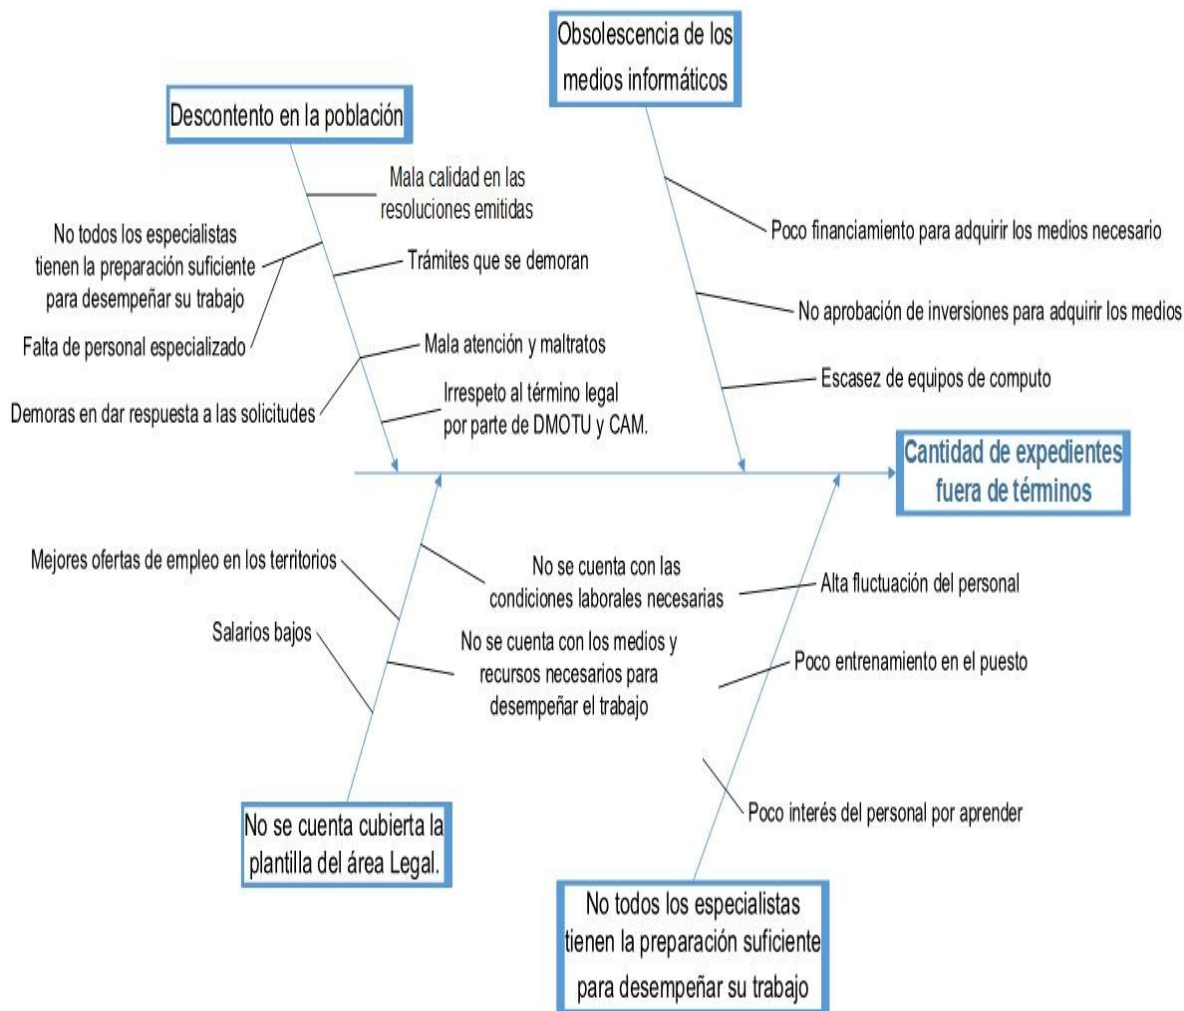 Obsolescencia de los
medios informáticos
Descontento en la población
Mala calidad en las
resoluciones emitidas
No todos los especialistas
tienen la preparación suficiente
para desempeñar su trabajo
Trámites que se demoran
Falta de personal especializado
Mala atención y maltratos
Demoras en dar respuesta a las solicitudes
Irrespeto al término legal
por parte de DMOTU y CAM.
Poco financiamiento para adquirir los medios necesario
No aprobación de inversiones para adquirir los medios
Escasez de equipos de computo
Cantidad de expedientes
fuera de términos
Mejores ofertas de empleo en los territorios
Salarios bajos
No se cuenta con las
condiciones laborales necesarias
No se cuenta con los medios y
recursos necesarios para
desempeñar el trabajo
Alta fluctuación del personal
Poco entrenamiento en el puesto
Poco interés del personal por aprender
No se cuenta cubierta la
plantilla del área Legal.
No todos los especialistas
tienen la preparación suficiente
para desempeñar su trabajo